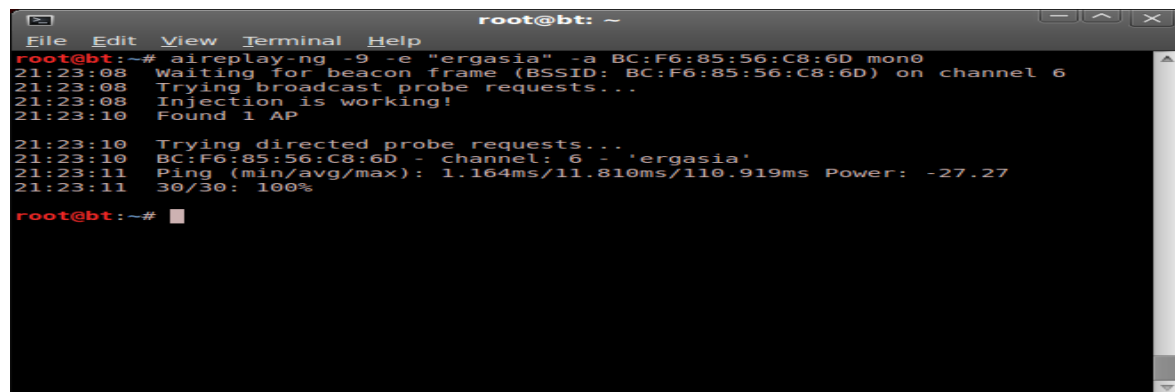 root@bt: ~
File Edit View Terminal Help
root@bt:~# aireplay-ng -9 -e "ergasia" -a BC:F6:85:56:C8:6D mon0
21:23:08  Waiting for beacon frame (BSSID: BC:F6:85:56:C8:6D) on channel 6
21:23:08  Trying broadcast probe requests...
21:23:08  Injection is working!
21:23:10  Found 1 AP
21:23:10  Trying directed probe requests...
21:23:10  BC:F6:85:56:C8:6D - channel: 6 - 'ergasia'
21:23:11  Ping (min/avg/max): 1.164ms/11.810ms/110.919ms Power: -27.27
21:23:11  30/30: 100%
root@bt:~#